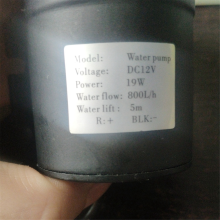 Model: Water pump
Voltage: DC12V
Power: 19W
Water flow: 800L/h
Water lift: 5m
R:+ BLK:-